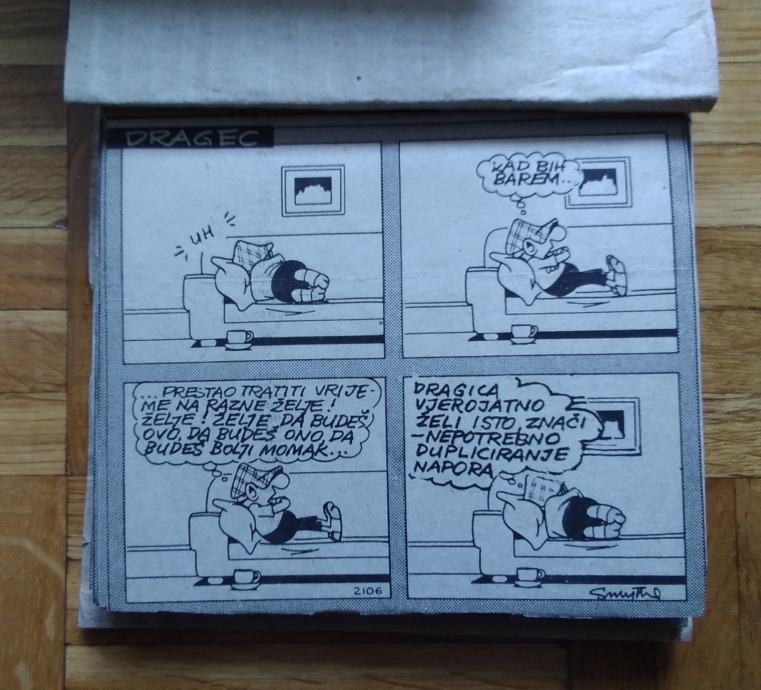 DRAGEC
UH
KAD BIH
BAREM...
...PRESTAO TRATITI VRIJE-
ME NA RAZNE ŽELJE!
ŽELJE I ŽELJE, DA BUDEŠ
OVO, DA BUDEŠ ONO, DA
BUDEŠ BOLJI MOMAK...
2106
DRAGICA
VJEROJATNO
ŽELI ISTO, ZNAČI
-NEPOTREBNO
DUPLICIRANJE
NAPORA
Smythe